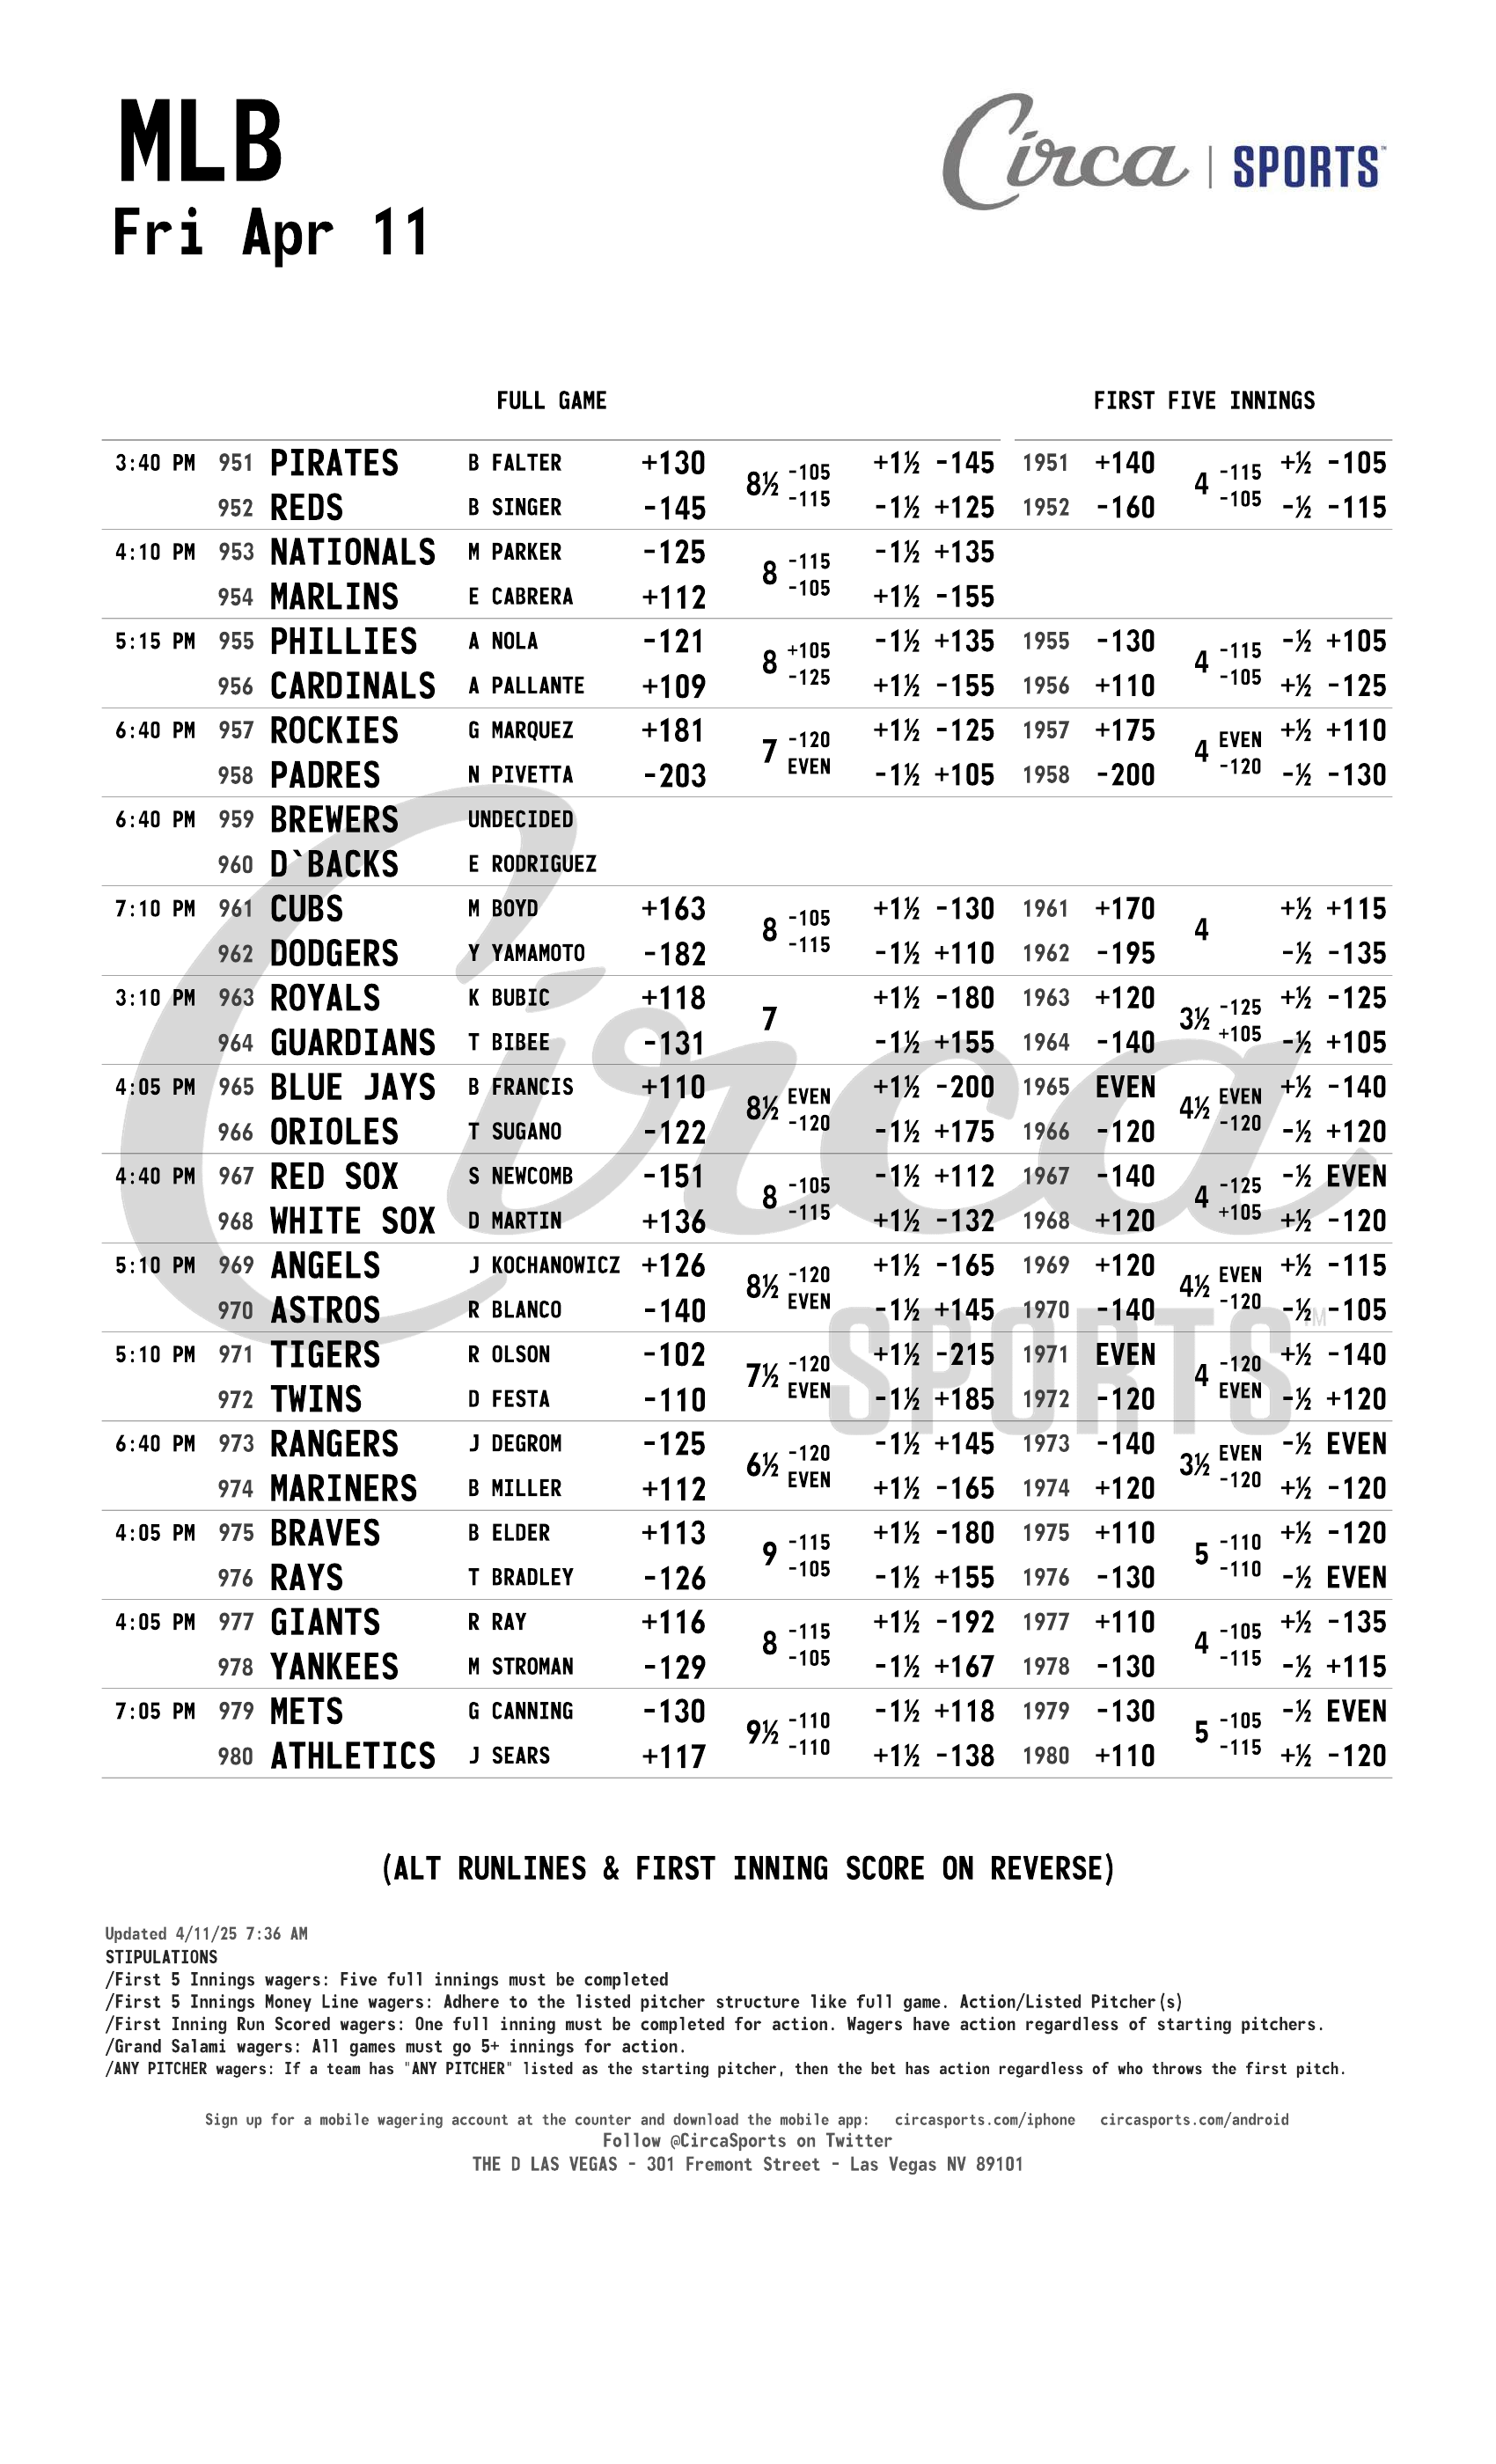 MLB
Circa | SPORTS™
Fri Apr 11
FULL GAME FIRST FIVE INNINGS
3:40 PM 951 PIRATES B FALTER +130 8½ -105 +1½ -145 1951 +140 4 -115 +½ -105
952 REDS B SINGER -145 -115 -1½ +125 1952 -160 -105 -½ -115
4:10 PM 953 NATIONALS M PARKER -125 8 -115 -1½ +135
954 MARLINS E CABRERA +112 -105 +1½ -155
5:15 PM 955 PHILLIES A NOLA -121 8 +105 -1½ +135 1955 -130 4 -115 -½ +105
956 CARDINALS A PALLANTE +109 -125 +1½ -155 1956 +110 -105 +½ -125
6:40 PM 957 ROCKIES G MARQUEZ +181 7 -120 +1½ -125 1957 +175 4 EVEN +½ +110
958 PADRES N PIVETTA -203 EVEN -1½ +105 1958 -200 -120 -½ -130
6:40 PM 959 BREWERS UNDECIDED
960 D`BACKS E RODRIGUEZ
7:10 PM 961 CUBS M BOYD +163 8 -105 +1½ -130 1961 +170 4 +½ +115
962 DODGERS Y YAMAMOTO -182 -115 -1½ +110 1962 -195 -½ -135
3:10 PM 963 ROYALS K BUBIC +118 7 +1½ -180 1963 +120 3½ -125 +½ -125
964 GUARDIANS T BIBEE -131 -1½ +155 1964 -140 +105 -½ +105
4:05 PM 965 BLUE JAYS B FRANCIS +110 8½ EVEN +1½ -200 1965 EVEN 4½ EVEN +½ -140
966 ORIOLES T SUGANO -122 -120 -1½ +175 1966 -120 -120 -½ +120
4:40 PM 967 RED SOX S NEWCOMB -151 8 -105 -1½ +112 1967 -140 4 -125 -½ EVEN
968 WHITE SOX D MARTIN +136 -115 +1½ -132 1968 +120 +105 +½ -120
5:10 PM 969 ANGELS J KOCHANOWICZ +126 8½ -120 +1½ -165 1969 +120 4½ EVEN +½ -115
970 ASTROS R BLANCO -140 EVEN -1½ +145 1970 -140 -120 -½ -105
5:10 PM 971 TIGERS R OLSON -102 7½ -120 +1½ -215 1971 EVEN 4 -120 +½ -140
972 TWINS D FESTA -110 EVEN -1½ +185 1972 -120 EVEN -½ +120
6:40 PM 973 RANGERS J DEGROM -125 6½ -120 -1½ +145 1973 -140 3½ EVEN -½ EVEN
974 MARINERS B MILLER +112 EVEN +1½ -165 1974 +120 -120 +½ -120
4:05 PM 975 BRAVES B ELDER +113 9 -115 +1½ -180 1975 +110 5 -110 +½ -120
976 RAYS T BRADLEY -126 -105 -1½ +155 1976 -130 -110 -½ EVEN
4:05 PM 977 GIANTS R RAY +116 8 -115 +1½ -192 1977 +110 4 -105 +½ -135
978 YANKEES M STROMAN -129 -105 -1½ +167 1978 -130 -115 -½ +115
7:05 PM 979 METS G CANNING -130 9½ -110 -1½ +118 1979 -130 5 -105 -½ EVEN
980 ATHLETICS J SEARS +117 -110 +1½ -138 1980 +110 -115 +½ -120
Circa SPORTS™
(ALT RUNLINES & FIRST INNING SCORE ON REVERSE)
Updated 4/11/25 7:36 AM
STIPULATIONS
/First 5 Innings wagers: Five full innings must be completed
/First 5 Innings Money Line wagers: Adhere to the listed pitcher structure like full game. Action/Listed Pitcher(s)
/First Inning Run Scored wagers: One full inning must be completed for action. Wagers have action regardless of starting pitchers.
/Grand Salami wagers: All games must go 5+ innings for action.
/ANY PITCHER wagers: If a team has "ANY PITCHER" listed as the starting pitcher, then the bet has action regardless of who throws the first pitch.
Sign up for a mobile wagering account at the counter and download the mobile app: circasports.com/iphone circasports.com/android
Follow @CircaSports on Twitter
THE D LAS VEGAS - 301 Fremont Street - Las Vegas NV 89101